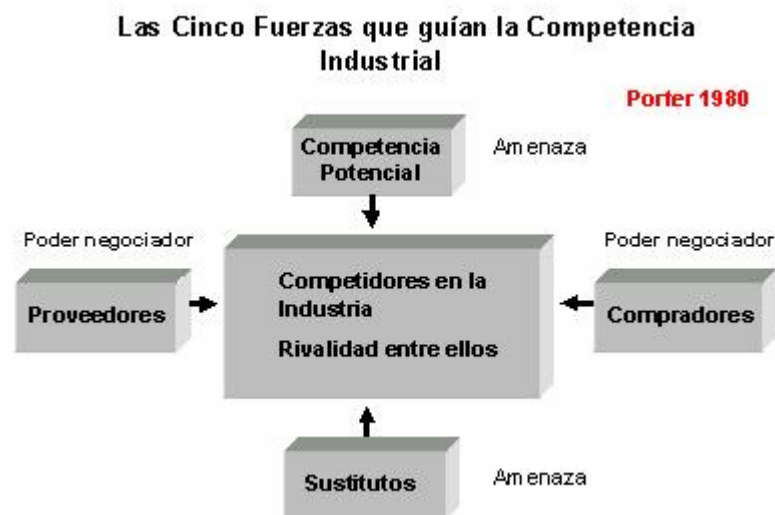 Las Cinco Fuerzas que guían la Competencia
Industrial
Porter 1980
Competencia
Potencial
Amenaza
Poder negociador
Proveedores
Competidores en la
Industria
Rivalidad entre ellos
Poder negociador
Compradores
Sustitutos
Amenaza